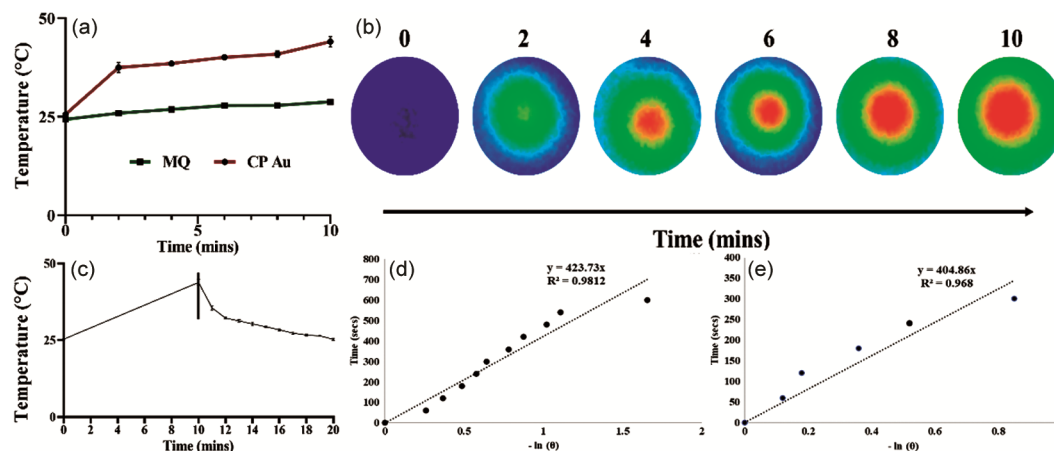 (a)
Temperature (°C)
50
25
0
MQ
CP Au
0
5
10
Time (mins)
(b)
0
2
4
6
8
10
Time (mins)
(c)
Temperature (°C)
50
25
0
0
2
4
6
8
10
12
14
16
18
20
Time (mins)
(d)
y = 423.73x
R² = 0.9812
Time (secs)
800
700
600
500
400
300
200
100
0
0
0.5
1
1.5
2
- ln (θ)
(e)
y = 404.86x
R² = 0.968
Time (secs)
400
350
300
250
200
150
100
50
0
0
0.2
0.4
0.6
0.8
- ln (θ)